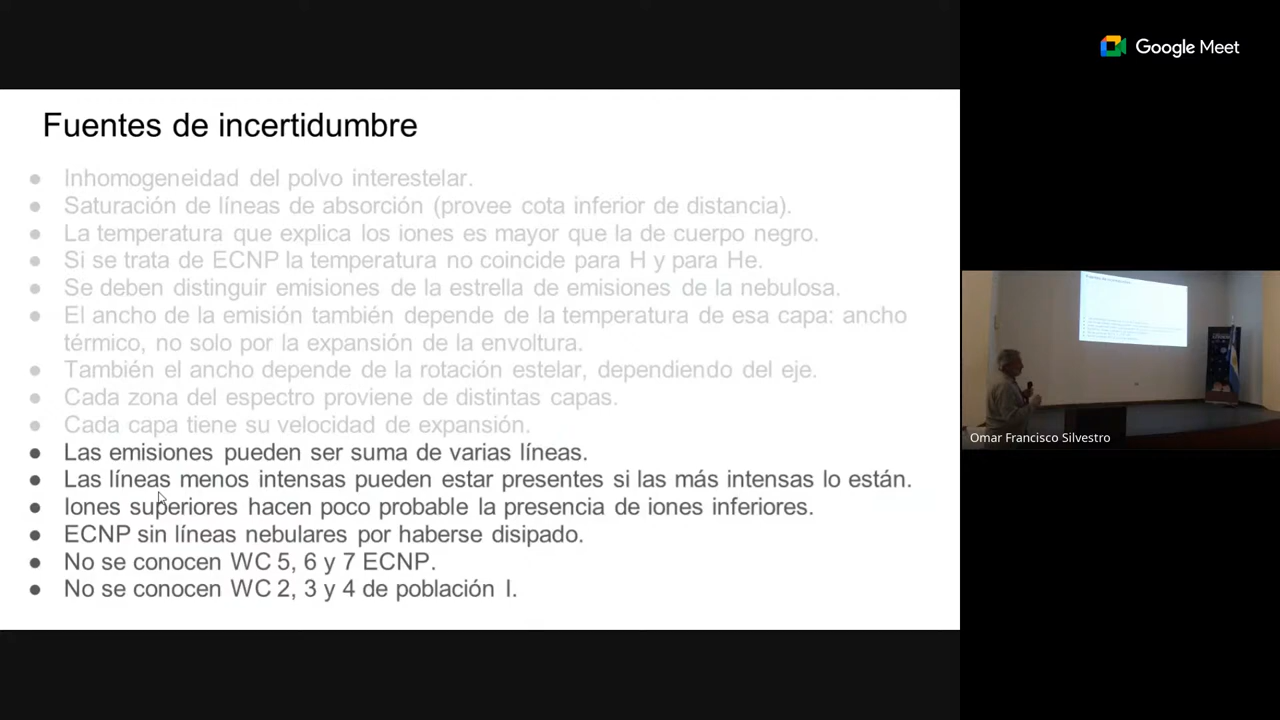 Google Meet
Fuentes de incertidumbre
● Inhomogeneidad del polvo interestelar.
● Saturación de líneas de absorción (provee cota inferior de distancia).
● La temperatura que explica los iones es mayor que la de cuerpo negro.
● Si se trata de ECNP la temperatura no coincide para H y para He.
● Se deben distinguir emisiones de la estrella de emisiones de la nebulosa.
● El ancho de la emisión también depende de la temperatura de esa capa: ancho
térmico, no solo por la expansión de la envoltura.
● También el ancho depende de la rotación estelar, dependiendo del eje.
● Cada zona del espectro proviene de distintas capas.
● Cada capa tiene su velocidad de expansión.
● Las emisiones pueden ser suma de varias líneas.
● Las líneas menos intensas pueden estar presentes si las más intensas lo están.
● Iones superiores hacen poco probable la presencia de iones inferiores.
● ECNP sin líneas nebulares por haberse disipado.
● No se conocen WC 5, 6 y 7 ECNP.
● No se conocen WC 2, 3 y 4 de población I.
Omar Francisco Silvestro